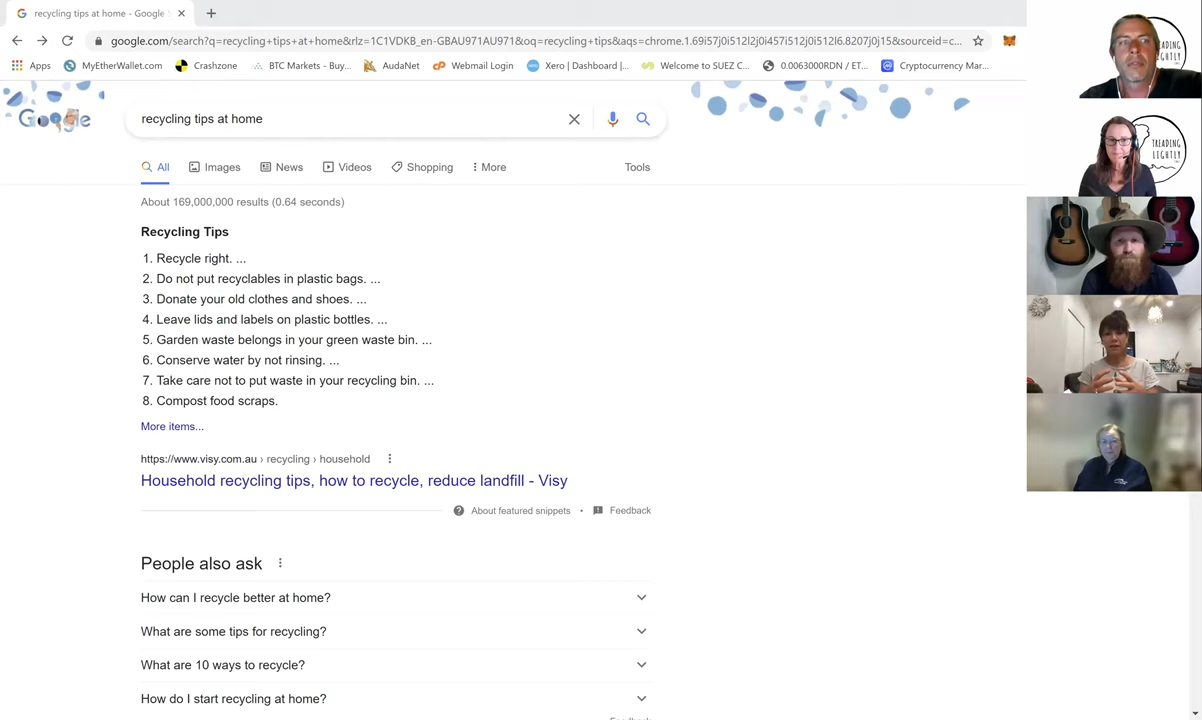 recycling tips at home - Google S
google.com/search?q=recycling+tips+at+home&rlz=1C1VDKB_en-GBAU971AU971&oq=recycling+tips&aqs=chrome.1.69i57j0i512l2j0i457i512j0i512l6.8207j0j15&sourceid=c...
Apps MyEtherWallet.com Crashzone BTC Markets - Buy... AudaNet Webmail Login Xero | Dashboard |... Welcome to SUEZ C... 0.0063000RDN / ET... Cryptocurrency Mar...
Google
recycling tips at home
All Images News Videos Shopping More Tools
About 169,000,000 results (0.64 seconds)
Recycling Tips
1. Recycle right. ...
2. Do not put recyclables in plastic bags. ...
3. Donate your old clothes and shoes. ...
4. Leave lids and labels on plastic bottles. ...
5. Garden waste belongs in your green waste bin. ...
6. Conserve water by not rinsing. ...
7. Take care not to put waste in your recycling bin. ...
8. Compost food scraps.
More items...
https://www.visy.com.au › recycling › household
Household recycling tips, how to recycle, reduce landfill - Visy
About featured snippets • Feedback
People also ask
How can I recycle better at home?
What are some tips for recycling?
What are 10 ways to recycle?
How do I start recycling at home?
TREADING
LIGHTLY